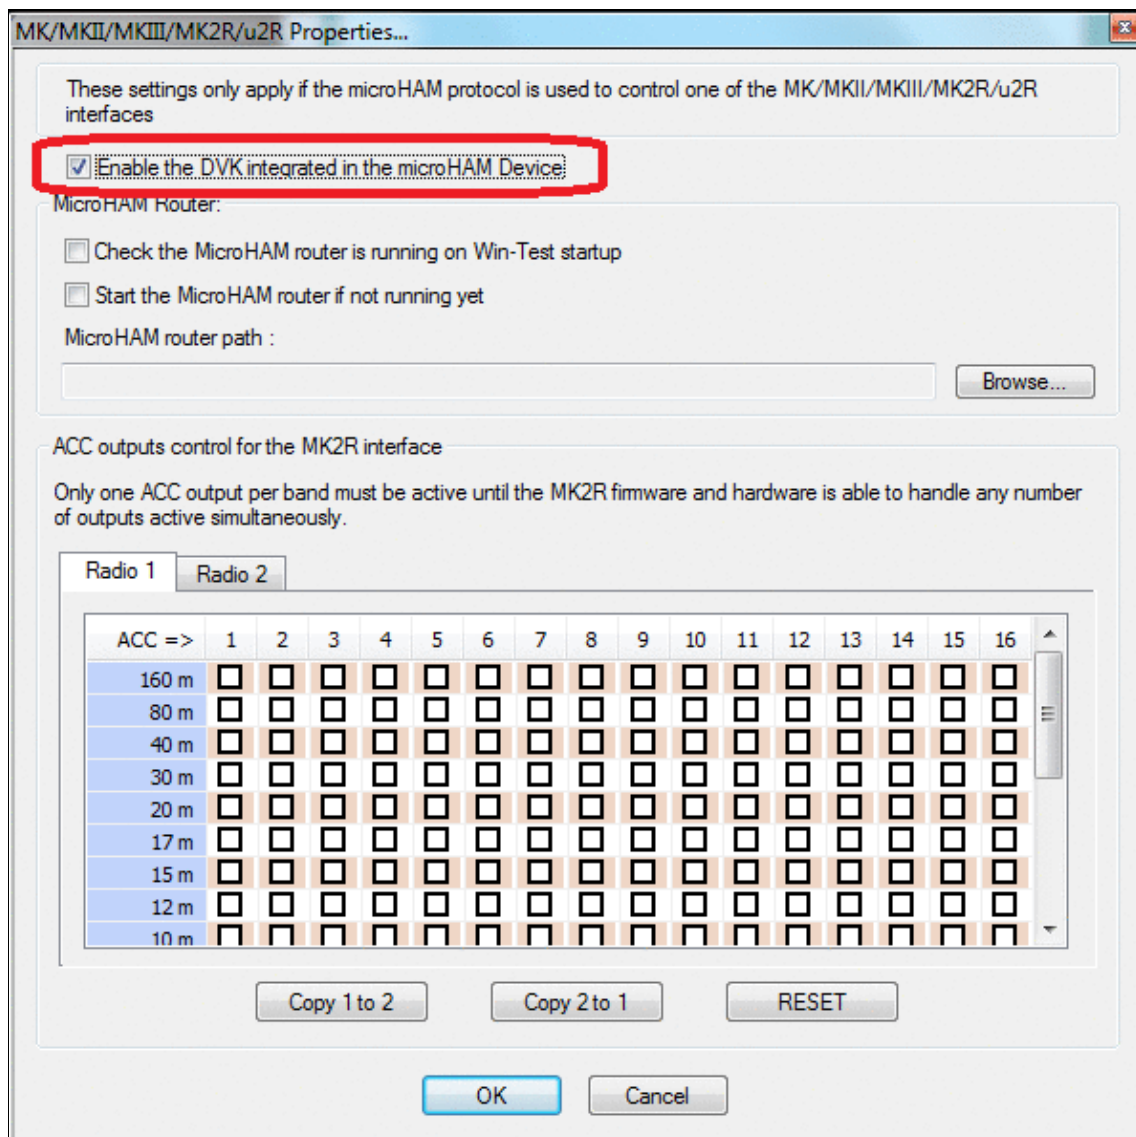 MK/MKII/MKIII/MK2R/u2R Properties...
These settings only apply if the microHAM protocol is used to control one of the MK/MKII/MKIII/MK2R/u2R
interfaces
Enable the DVK integrated in the microHAM Device
MicroHAM Router:
Check the MicroHAM router is running on Win-Test startup
Start the MicroHAM router if not running yet
MicroHAM router path :
Browse...
ACC outputs control for the MK2R interface
Only one ACC output per band must be active until the MK2R firmware and hardware is able to handle any number
of outputs active simultaneously.
Radio 1 Radio 2
ACC => 1 2 3 4 5 6 7 8 9 10 11 12 13 14 15 16
160 m
80 m
40 m
30 m
20 m
17 m
15 m
12 m
10 m
Copy 1 to 2 Copy 2 to 1 RESET
OK Cancel